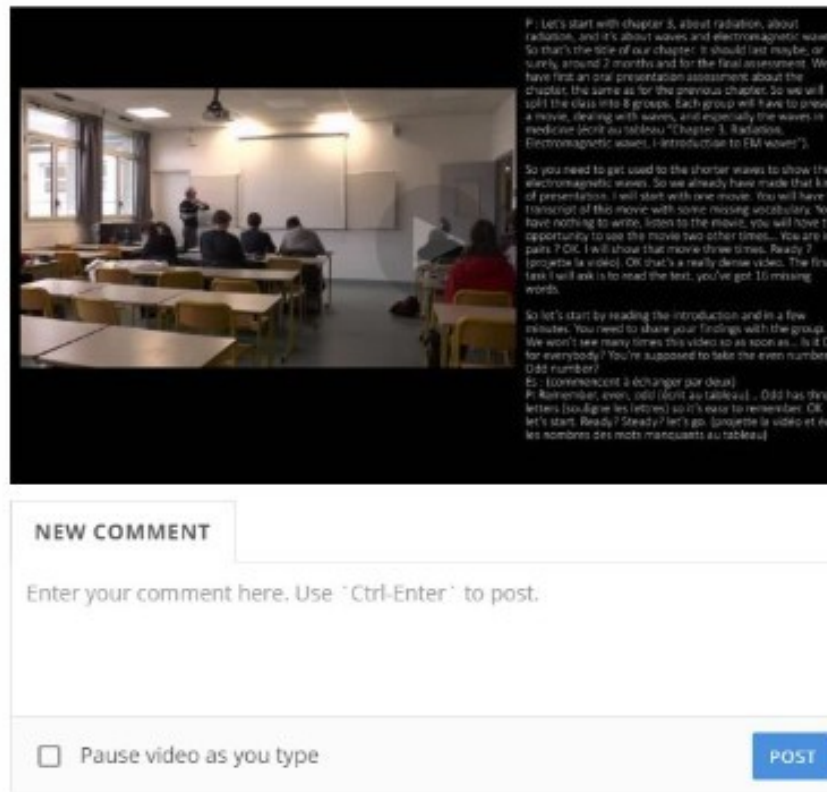 P : Let's start with chapter 3, about radiation, about
radiation, and it's about waves and electromagnetic wave
So that's the title of our chapter. It should last maybe, or
surely, around 2 months and for the final assessment. We
have first an oral presentation assessment about the
chapter, the same as for the previous chapter. So we will
split the class into 8 groups. Each group will have to prese
a movie, dealing with waves, and especially the waves in
medicine (écrit au tableau "Chapter 3. Radiation,
Electromagnetic waves, I-Introduction to EM waves").
So you need to get used to the shorter waves to show the
electromagnetic waves. So we already have made that kin
of presentation. I will start with one movie. You will have
transcript of this movie with some missing vocabulary. Yo
have nothing to write, listen to the movie, you will have t
opportunity to see the movie two other times... You are i
pairs ? OK. I will show that movie three times. Ready ?
(projette la vidéo). OK that's a really dense video. The firs
task I will ask is to read the text, you've got 16 missing
words.
So let's start by reading the introduction and in a few
minutes. You need to share your findings with the group.
We won't see many times this video so as soon as... Is it O
for everybody? You're supposed to take the even number
Odd number?
Es : (commencent à échanger par deux)
P: Remember, even, odd (écrit au tableau)... Odd has thre
letters (souligne les lettres) so it's easy to remember. OK
let's start. Ready? Steady? let's go. (projette la vidéo et éc
les nombres des mots manquants au tableau)
NEW COMMENT
Enter your comment here. Use `Ctrl-Enter` to post.
Pause video as you type
POST